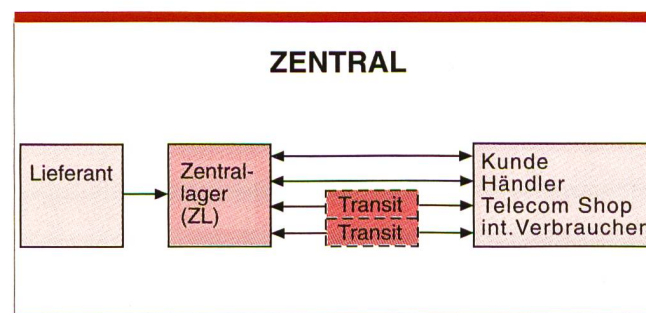 ZENTRAL
Lieferant
Zentral-
lager
(ZL)
Transit
Transit
Kunde
Händler
Telecom Shop
int.Verbraucher